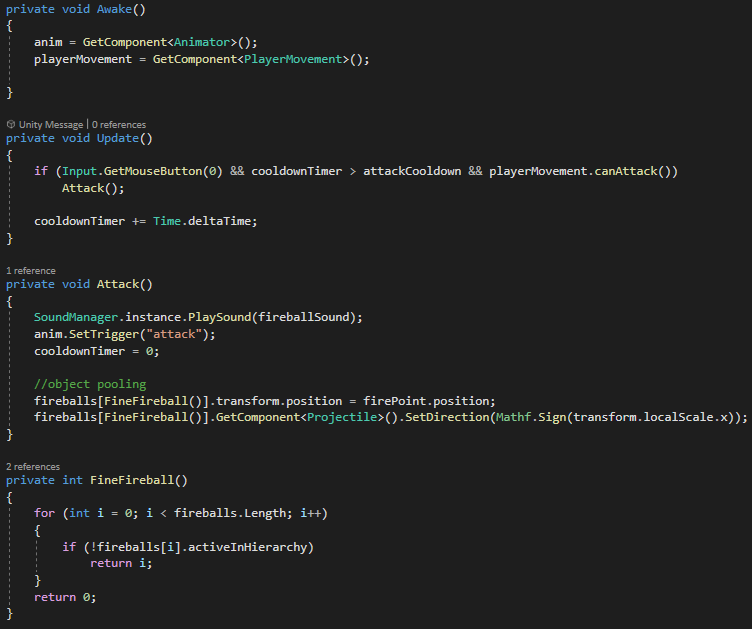 private void Awake()
{
anim = GetComponent<Animator>();
playerMovement = GetComponent<PlayerMovement>();
}
Unity Message | 0 references
private void Update()
{
if (Input.GetMouseButton(0) && cooldownTimer > attackCooldown && playerMovement.canAttack())
Attack();
cooldownTimer += Time.deltaTime;
}
1 reference
private void Attack()
{
SoundManager.instance.PlaySound(fireballSound);
anim.SetTrigger("attack");
cooldownTimer = 0;
//object pooling
fireballs[FineFireball()].transform.position = firePoint.position;
fireballs[FineFireball()].GetComponent<Projectile>().SetDirection(Mathf.Sign(transform.localScale.x));
}
2 references
private int FineFireball()
{
for (int i = 0; i < fireballs.Length; i++)
{
if (!fireballs[i].activeInHierarchy)
return i;
}
return 0;
}